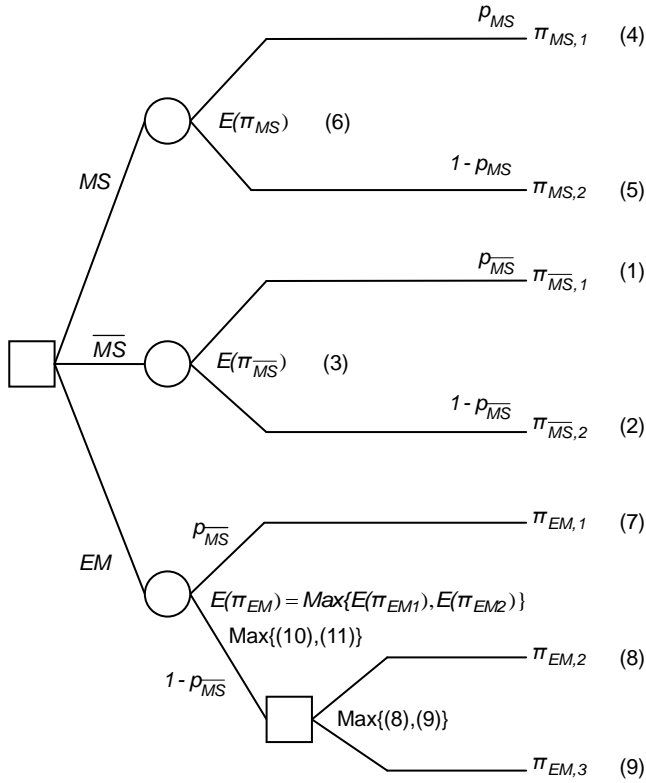 p_MS
π_MS,1 (4)
E(π_MS) (6)
MS
1 - p_MS
π_MS,2 (5)
p_M̅S̅
π_M̅S̅,1 (1)
M̅S̅
E(π_M̅S̅) (3)
1 - p_M̅S̅
π_M̅S̅,2 (2)
p_M̅S̅
π_EM,1 (7)
EM
E(π_EM) = Max{E(π_EM1), E(π_EM2)}
Max{(10),(11)}
1 - p_M̅S̅
π_EM,2 (8)
Max{(8),(9)}
π_EM,3 (9)